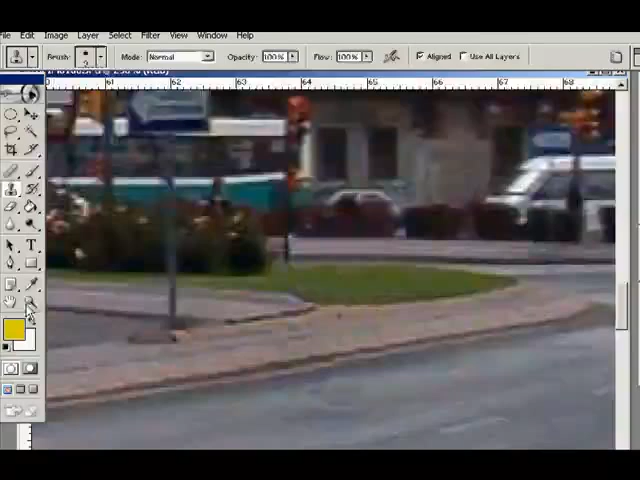 File Edit Image Layer Select Filter View Window Help
Brush: Mode: Normal Opacity: 100% Flow: 100% Aligned Use All Layers
61 62 63 64 65 66 67 68